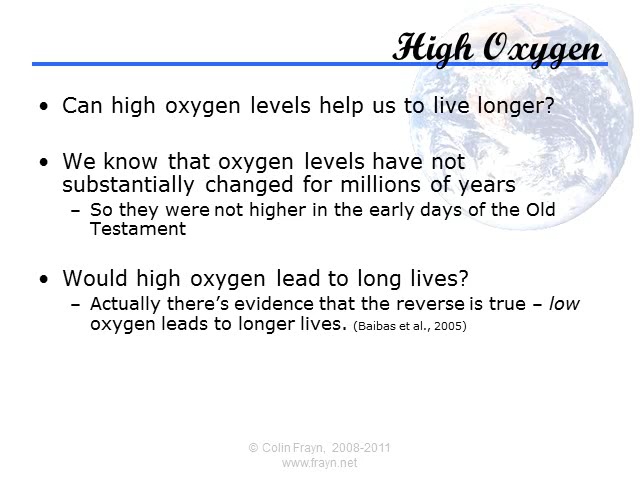 High Oxygen
• Can high oxygen levels help us to live longer?
• We know that oxygen levels have not
substantially changed for millions of years
– So they were not higher in the early days of the Old
Testament
• Would high oxygen lead to long lives?
– Actually there's evidence that the reverse is true – low
oxygen leads to longer lives. (Baibas et al., 2005)
© Colin Frayn, 2008-2011
www.frayn.net